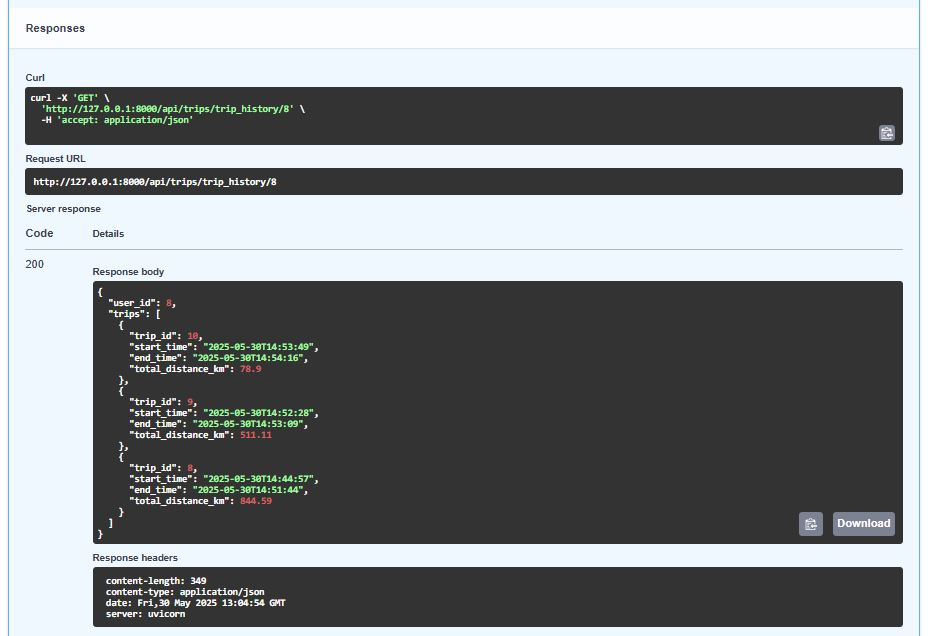 Responses
Curl
curl -X 'GET' \
  'http://127.0.0.1:8000/api/trips/trip_history/8' \
  -H 'accept: application/json'
Request URL
http://127.0.0.1:8000/api/trips/trip_history/8
Server response
Code Details
200
Response body
{
  "user_id": 8,
  "trips": [
    {
      "trip_id": 10,
      "start_time": "2025-05-30T14:53:49",
      "end_time": "2025-05-30T14:54:16",
      "total_distance_km": 78.9
    },
    {
      "trip_id": 9,
      "start_time": "2025-05-30T14:52:28",
      "end_time": "2025-05-30T14:53:09",
      "total_distance_km": 511.11
    },
    {
      "trip_id": 8,
      "start_time": "2025-05-30T14:44:57",
      "end_time": "2025-05-30T14:51:44",
      "total_distance_km": 844.59
    }
  ]
}
Download
Response headers
content-length: 349
content-type: application/json
date: Fri,30 May 2025 13:04:54 GMT
server: uvicorn